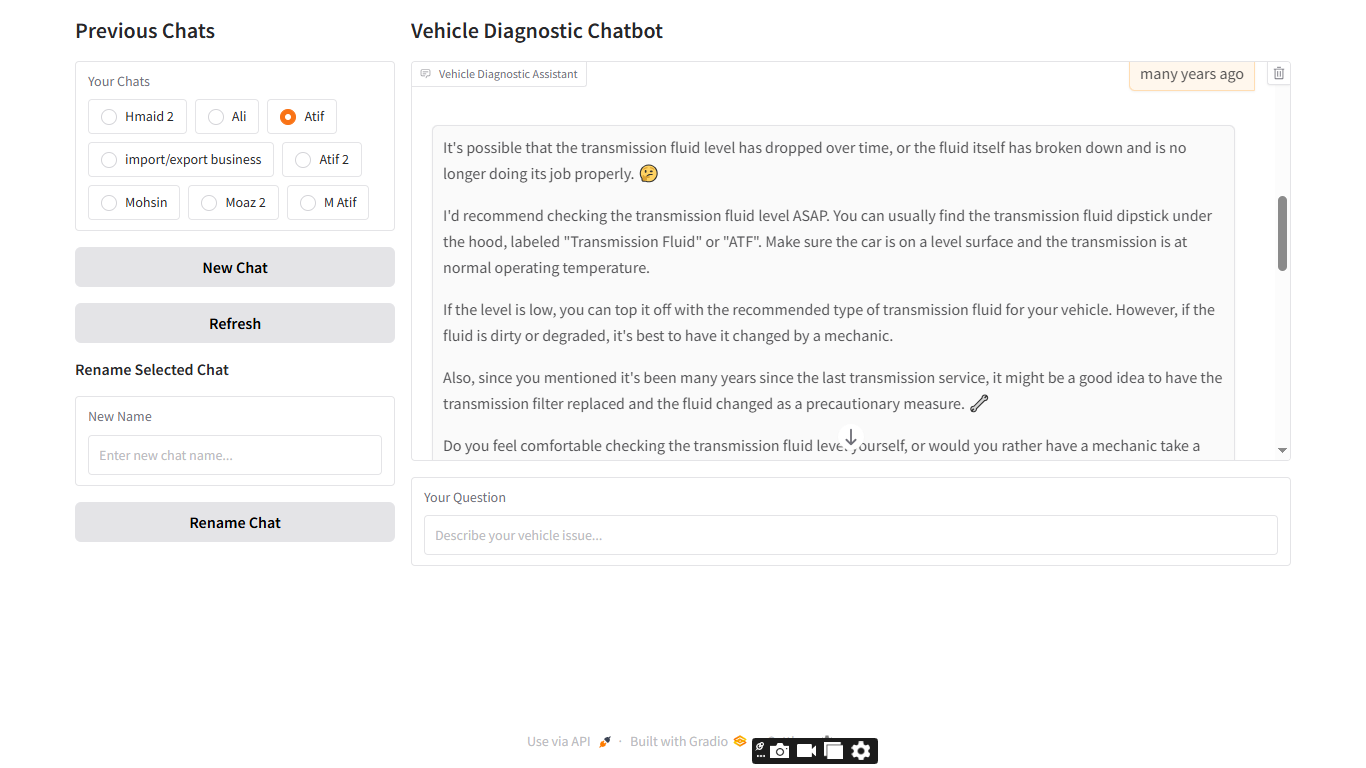 Previous Chats
Your Chats
Hmaid 2
Ali
Atif
import/export business
Atif 2
Mohsin
Moaz 2
M Atif
New Chat
Refresh
Rename Selected Chat
New Name
Enter new chat name...
Rename Chat
Vehicle Diagnostic Chatbot
Vehicle Diagnostic Assistant
many years ago
It's possible that the transmission fluid level has dropped over time, or the fluid itself has broken down and is no
longer doing its job properly. 🤔
I'd recommend checking the transmission fluid level ASAP. You can usually find the transmission fluid dipstick under
the hood, labeled "Transmission Fluid" or "ATF". Make sure the car is on a level surface and the transmission is at
normal operating temperature.
If the level is low, you can top it off with the recommended type of transmission fluid for your vehicle. However, if the
fluid is dirty or degraded, it's best to have it changed by a mechanic.
Also, since you mentioned it's been many years since the last transmission service, it might be a good idea to have the
transmission filter replaced and the fluid changed as a precautionary measure. 🔧
Do you feel comfortable checking the transmission fluid level yourself, or would you rather have a mechanic take a
Your Question
Describe your vehicle issue...
Use via API 🚀 · Built with Gradio